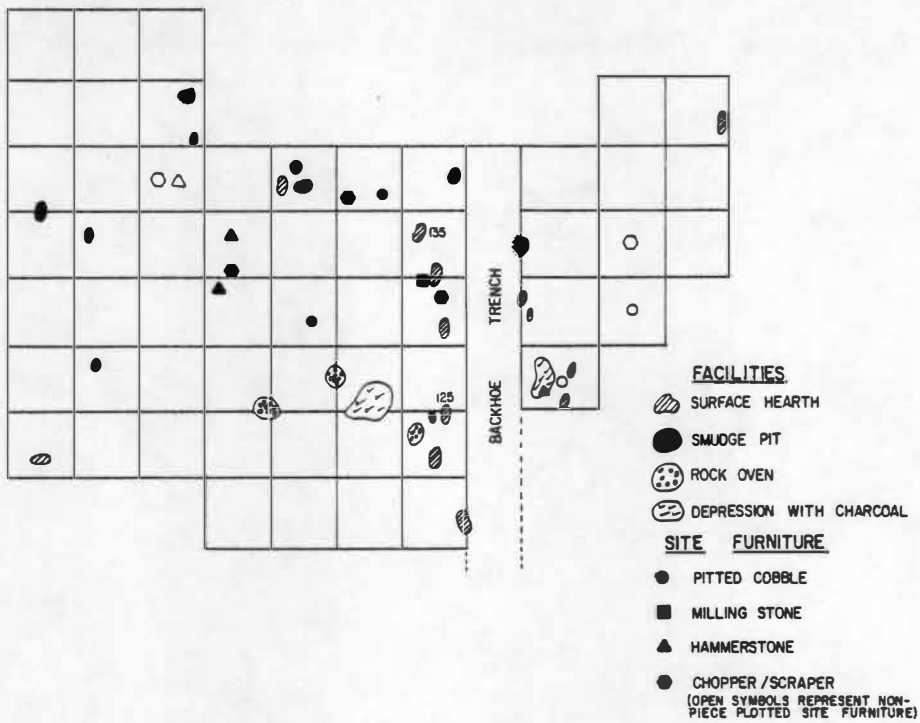 135
TRENCH
BACKHOE
125
FACILITIES
SURFACE HEARTH
SMUDGE PIT
ROCK OVEN
DEPRESSION WITH CHARCOAL
SITE FURNITURE
PITTED COBBLE
MILLING STONE
HAMMERSTONE
CHOPPER/SCRAPER
(OPEN SYMBOLS REPRESENT NON-
PIECE PLOTTED SITE FURNITURE)